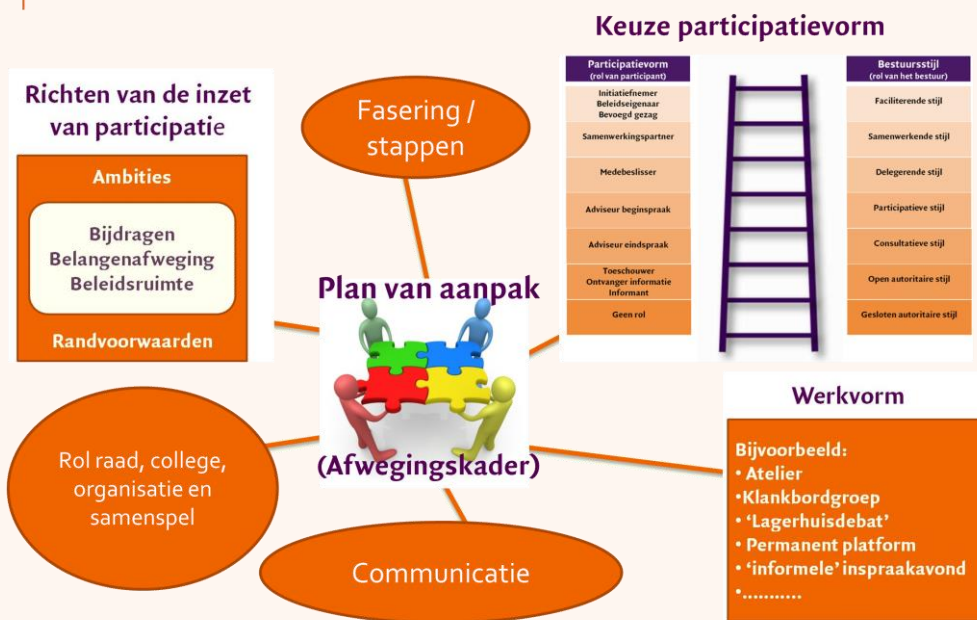 Keuze participatievorm
Richten van de inzet
van participatie
Ambities
Bijdragen
Belangenafweging
Beleidsruimte
Randvoorwaarden
Fasering /
stappen
Participatievorm
(rol van participant)
Initiatiefnemer
Beleidseigenaar
Bevoegd gezag
Samenwerkingspartner
Medebeslisser
Adviseur beginspraak
Adviseur eindspraak
Toeschouwer
Ontvanger informatie
Informant
Geen rol
Bestuursstijl
(rol van het bestuur)
Faciliterende stijl
Samenwerkende stijl
Delegerende stijl
Participatieve stijl
Consultatieve stijl
Open autoritaire stijl
Gesloten autoritaire stijl
Plan van aanpak
(Afwegingskader)
Rol raad, college,
organisatie en
samenspel
Communicatie
Werkvorm
Bijvoorbeeld:
• Atelier
•Klankbordgroep
• ‘Lagerhuisdebat’
• Permanent platform
• ‘informele’ inspraakavond
•...........